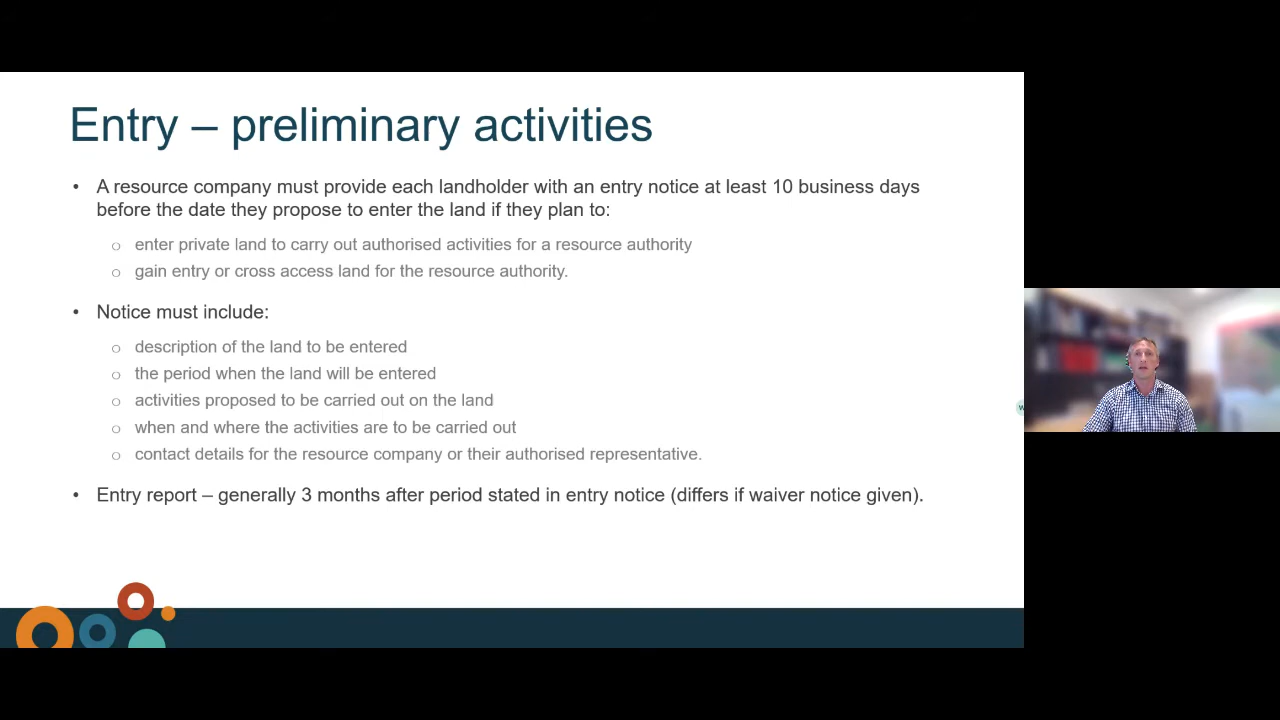 Entry – preliminary activities
• A resource company must provide each landholder with an entry notice at least 10 business days
before the date they propose to enter the land if they plan to:
○ enter private land to carry out authorised activities for a resource authority
○ gain entry or cross access land for the resource authority.
• Notice must include:
○ description of the land to be entered
○ the period when the land will be entered
○ activities proposed to be carried out on the land
○ when and where the activities are to be carried out
○ contact details for the resource company or their authorised representative.
• Entry report – generally 3 months after period stated in entry notice (differs if waiver notice given).